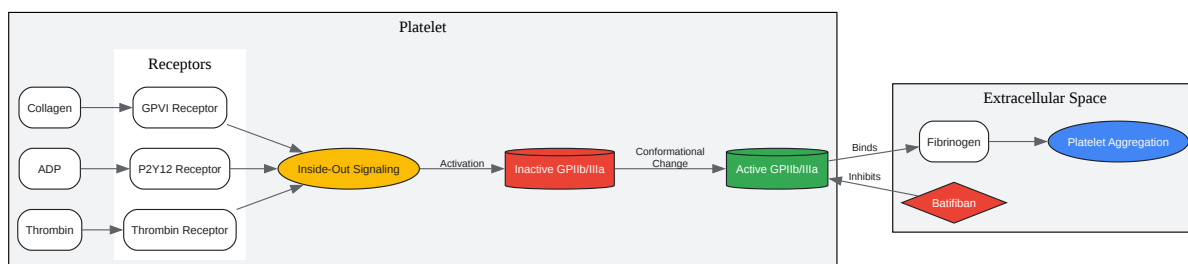 Platelet
Receptors
Collagen
GPVI Receptor
ADP
P2Y12 Receptor
Thrombin
Thrombin Receptor
Inside-Out Signaling
Activation
Inactive GPIIb/IIIa
Conformational
Change
Active GPIIb/IIIa
Binds
Inhibits
Extracellular Space
Fibrinogen
Platelet Aggregation
Batifiban